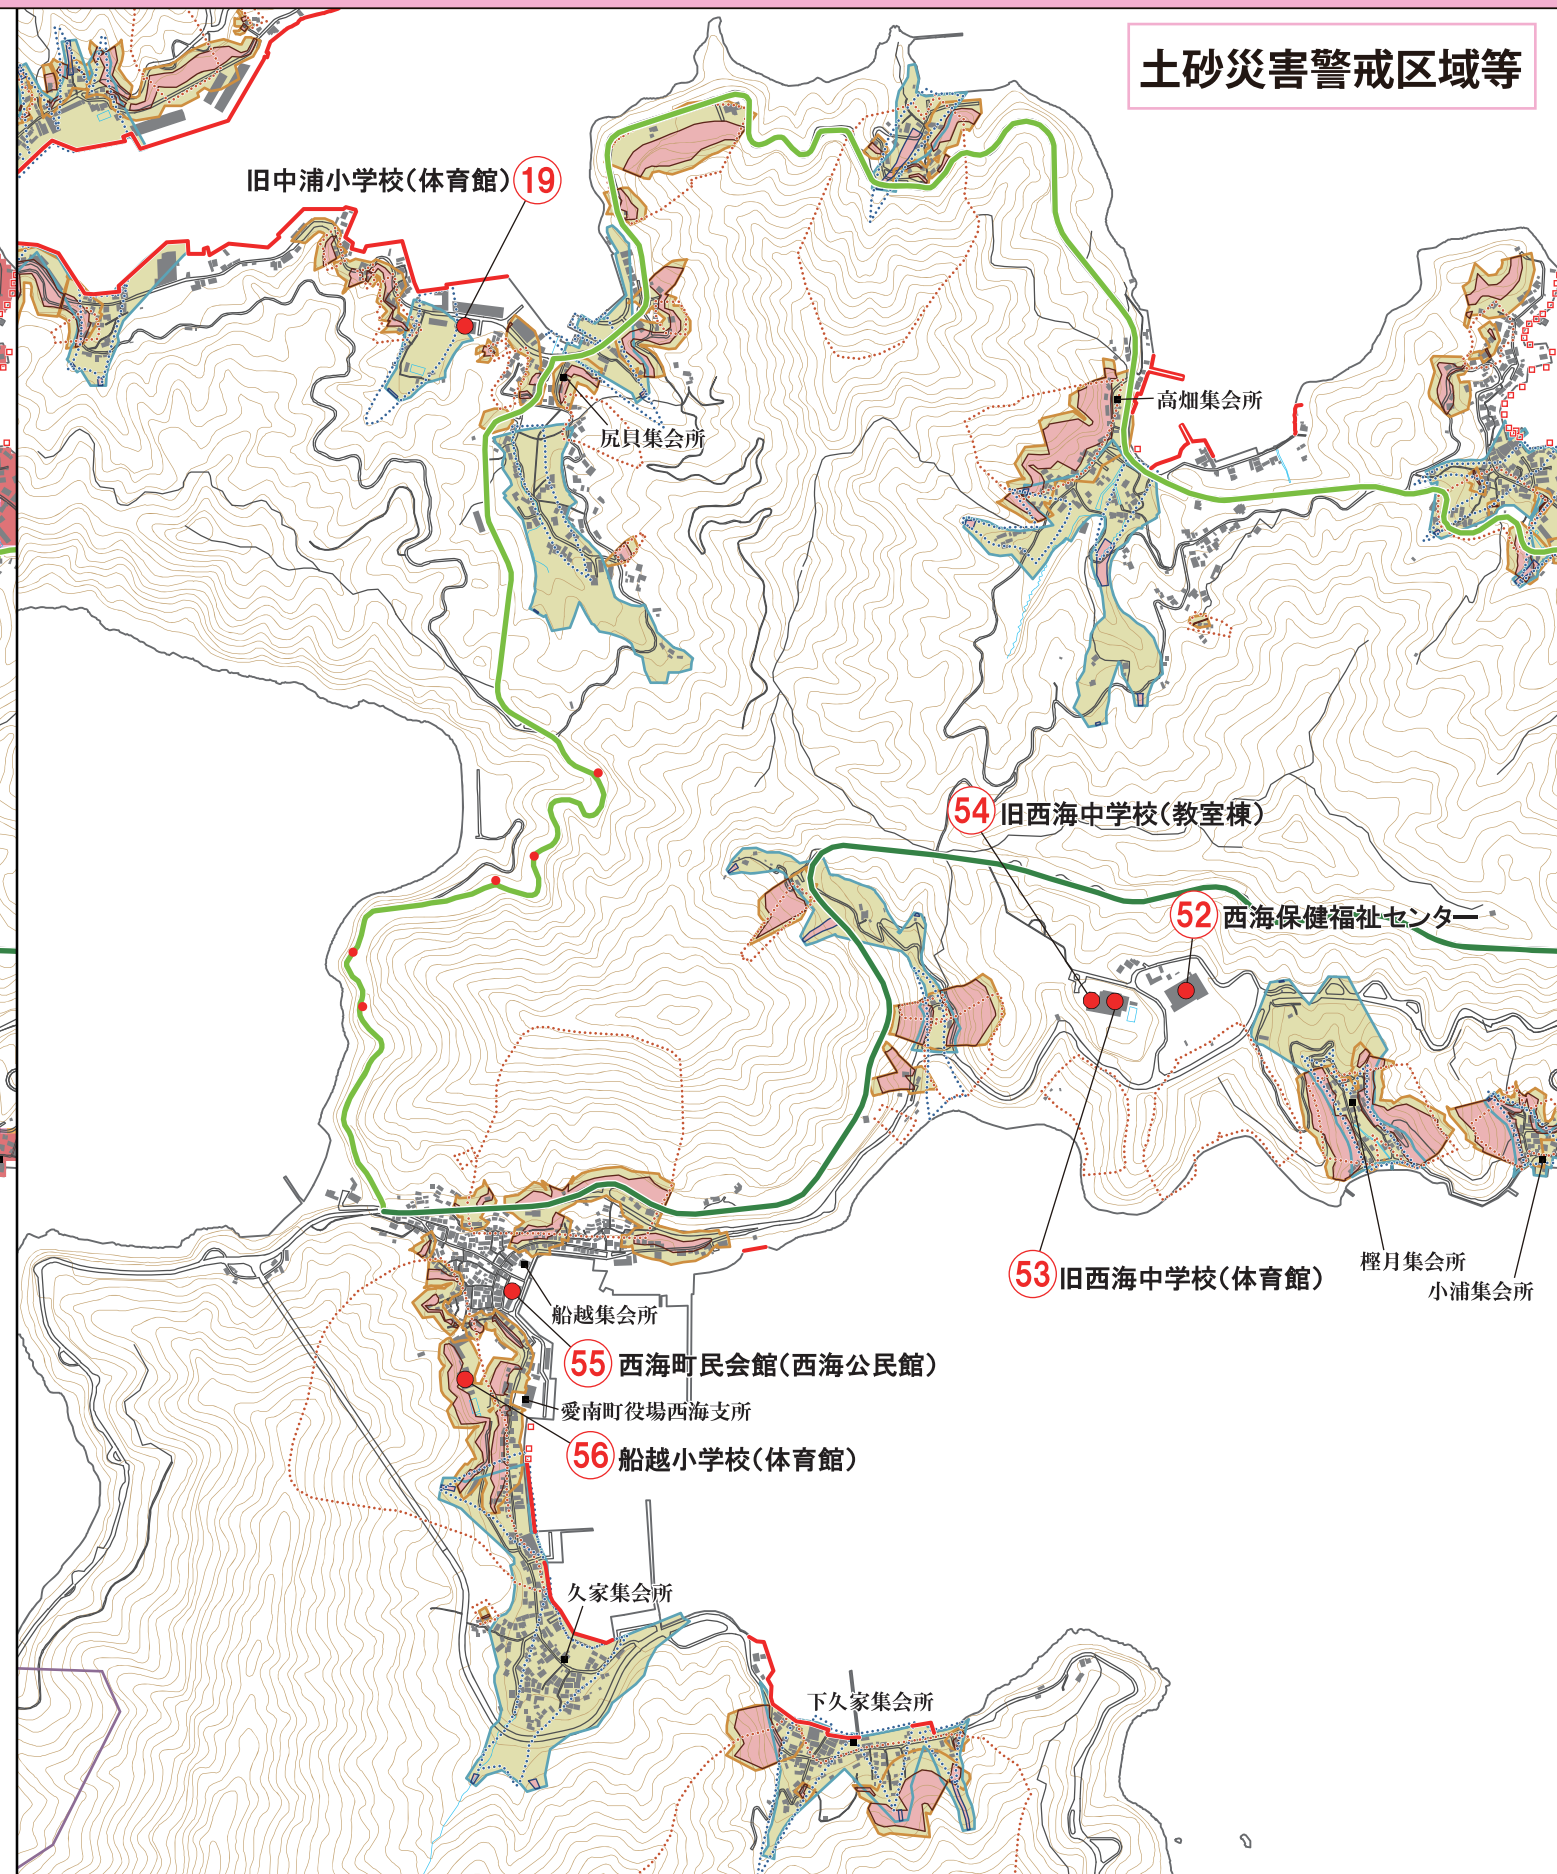 土砂災害警戒区域等
旧中浦小学校（体育館） 19
高畑集会所
尻貝集会所
54 旧西海中学校（教室棟）
52 西海保健福祉センター
樫月集会所
53 旧西海中学校（体育館）
小浦集会所
船越集会所
55 西海町民会館（西海公民館）
愛南町役場西海支所
56 船越小学校（体育館）
久家集会所
下久家集会所